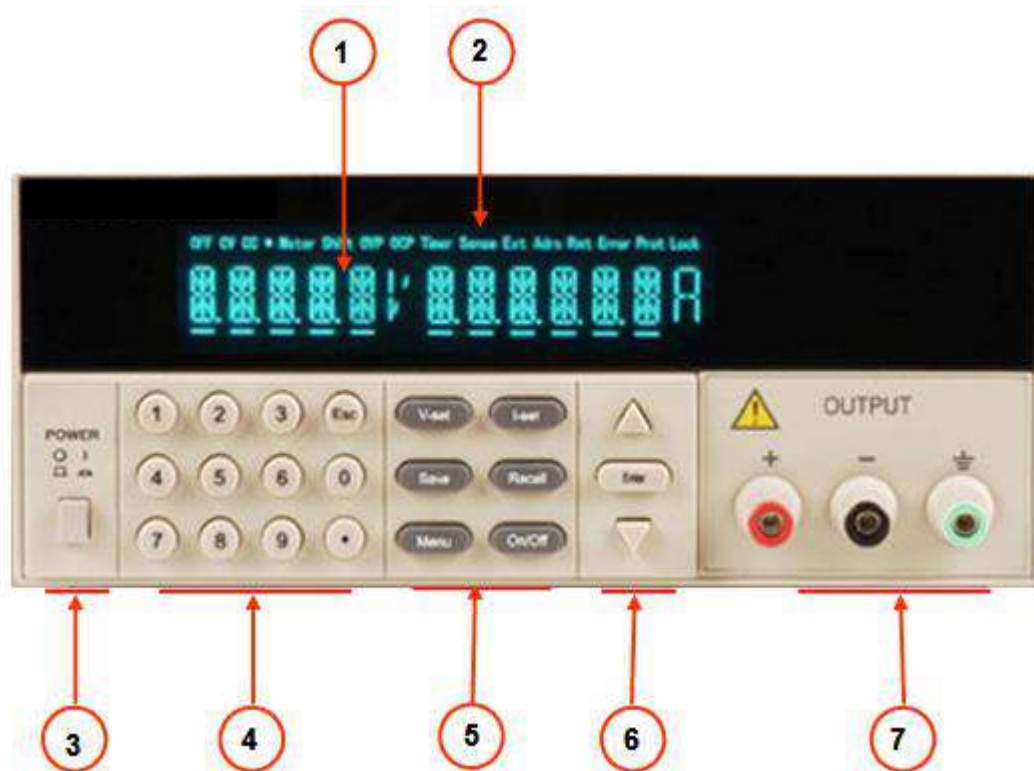 1 2
OFF CV CC * Meter Shift OVP OCP Timer Sense Ext Adrs Rmt Error Prot Lock
V A
POWER
1 2 3 Esc V-set I-set OUTPUT
4 5 6 0 Save Recall Enter + −
7 8 9 • Menu On/Off
3 4 5 6 7